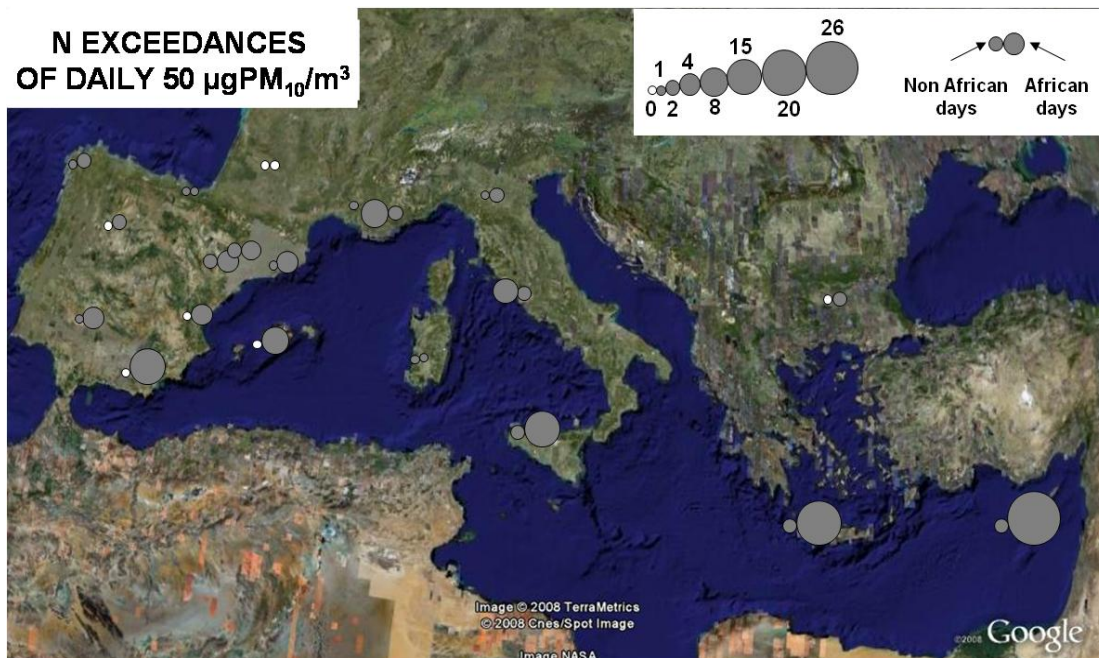 N EXCEEDANCES
OF DAILY 50 µgPM₁₀/m³
26
15
4
1
0
2
8
20
Non African
days
African
days
Image © 2008 TerraMetrics
© 2008 Cnes/Spot Image
Image NASA
©2008 Google